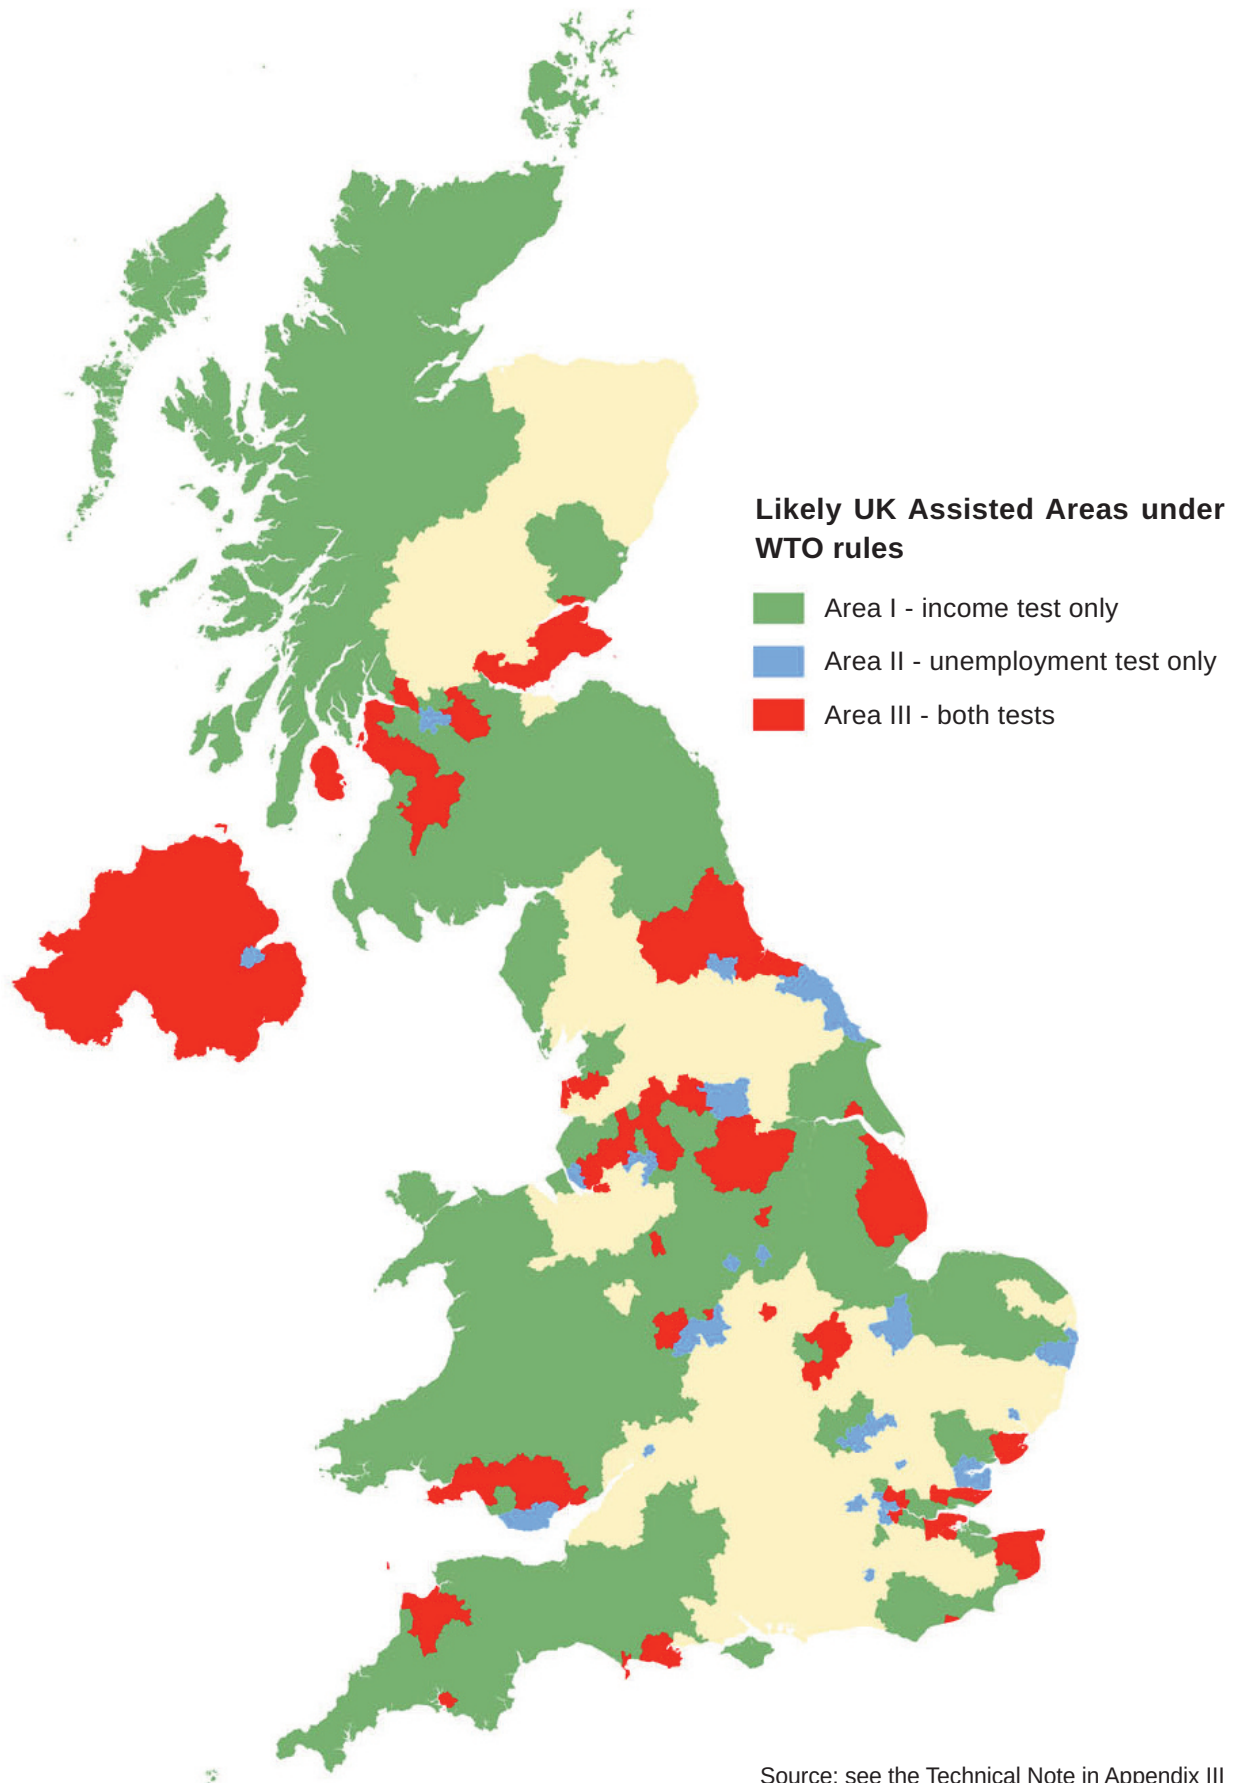 Likely UK Assisted Areas under
WTO rules
Area I - income test only
Area II - unemployment test only
Area III - both tests
Source: see the Technical Note in Appendix III